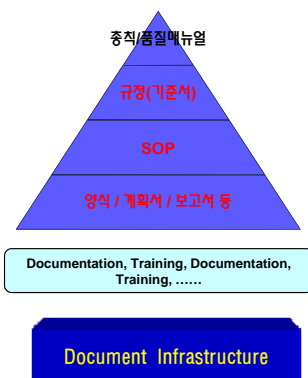 총칙/품질매뉴얼
규정(기준서)
SOP
양식 / 계획서 / 보고서 등
Documentation, Training, Documentation,
Training, ……
Document Infrastructure